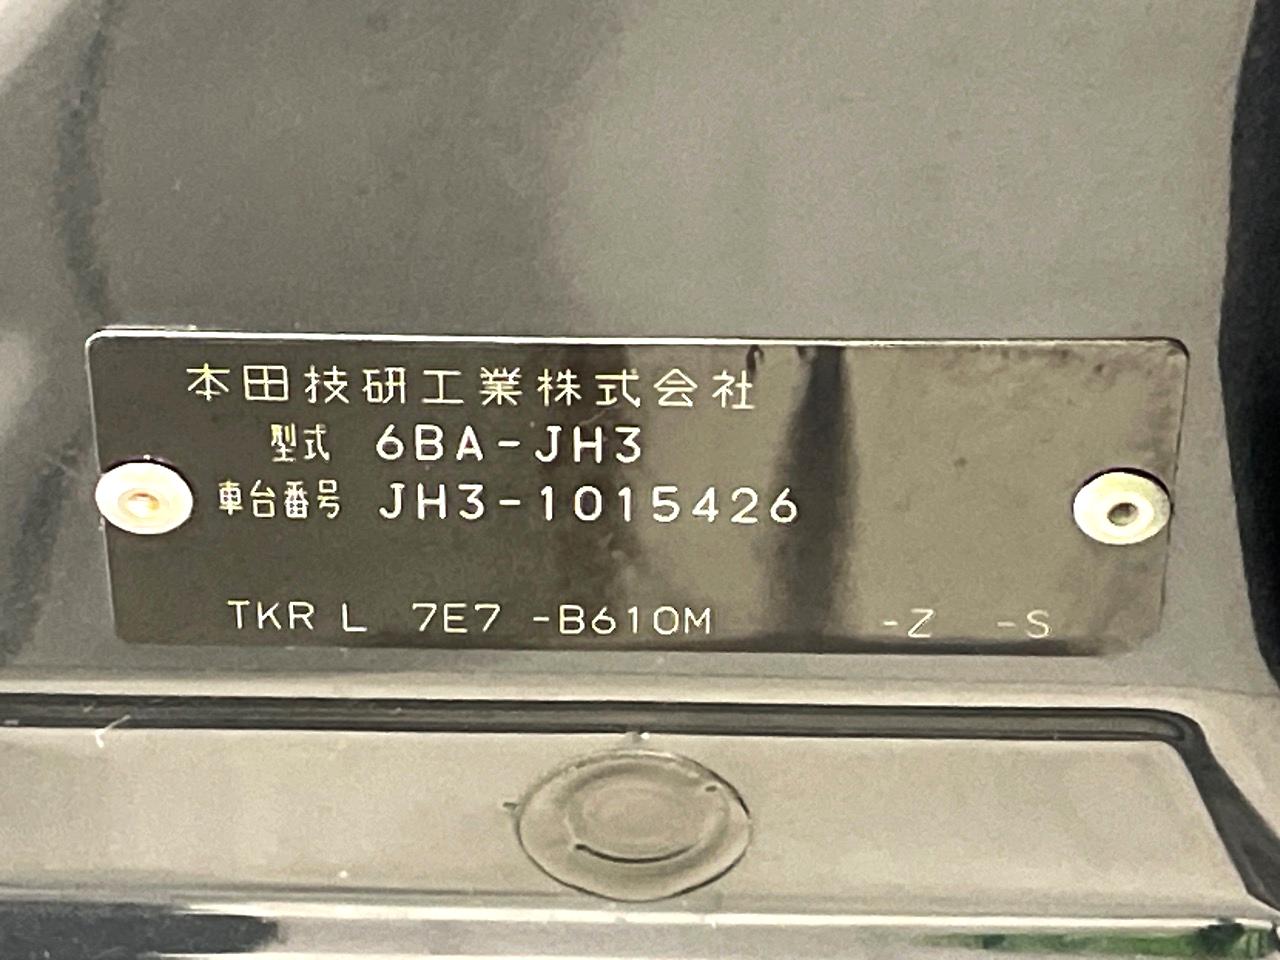 本田技研工業株式会社
型式 6BA-JH3
車台番号 JH3-1015426
TKR L 7E7 -B610M -Z -S